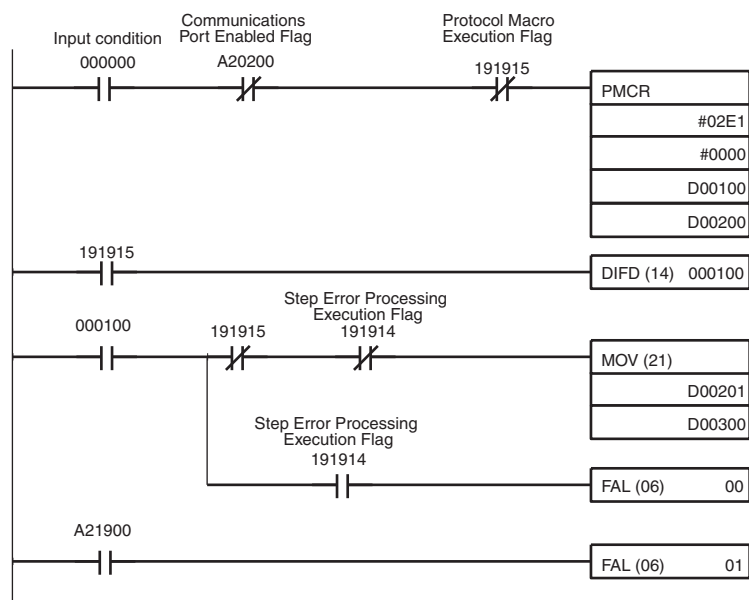 Input condition
000000
Communications
Port Enabled Flag
A20200
Protocol Macro
Execution Flag
191915
PMCR
#02E1
#0000
D00100
D00200
191915
DIFD (14) 000100
000100
191915
Step Error Processing
Execution Flag
191914
MOV (21)
D00201
D00300
Step Error Processing
Execution Flag
191914
FAL (06) 00
A21900
FAL (06) 01